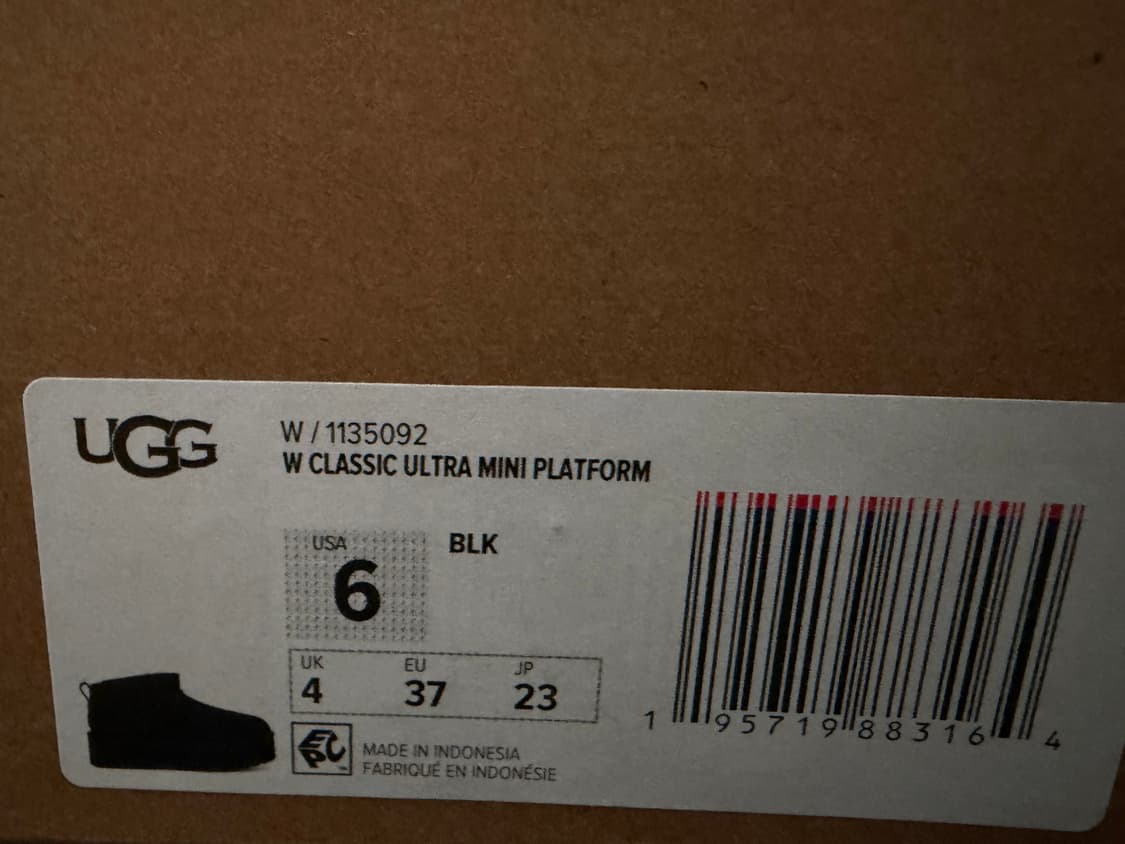 UGG
W / 1135092
W CLASSIC ULTRA MINI PLATFORM
USA
6
BLK
UK EU JP
4 37 23
EPC
MADE IN INDONESIA
FABRIQUÉ EN INDONÉSIE
1 95719 88316 4